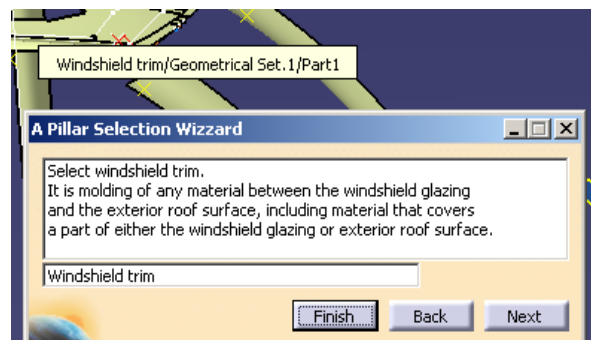 Windshield trim/Geometrical Set.1/Part1
A Pillar Selection Wizzard
Select windshield trim.
It is molding of any material between the windshield glazing
and the exterior roof surface, including material that covers
a part of either the windshield glazing or exterior roof surface.
Windshield trim
Finish Back Next